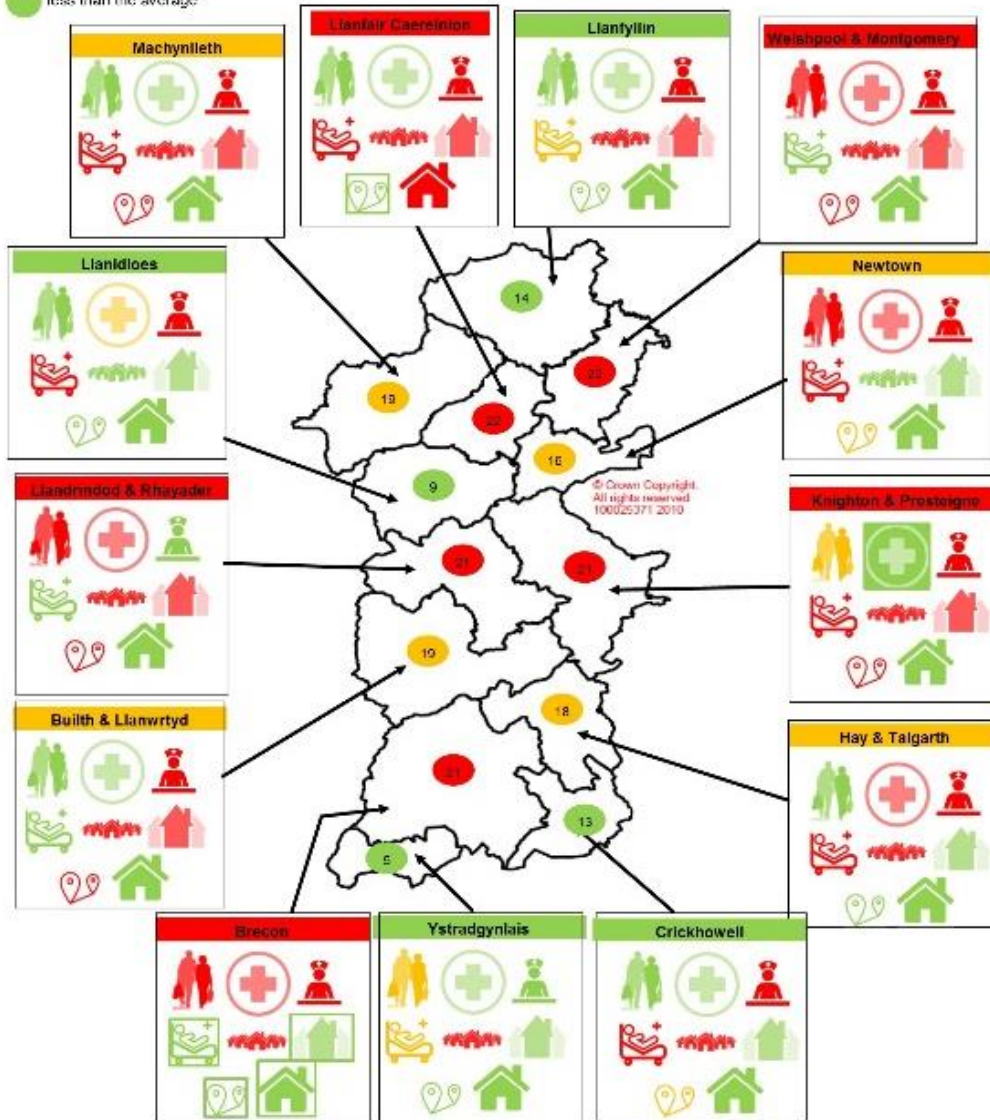 less than the average
Machynlleth
Llanfair Caereinion
Llanfyllin
Welshpool & Montgomery
Llanidloes
Newtown
14
19
22
16
9
© Crown Copyright.
All rights reserved
100025371 2010
Llandrindod & Rhayader
Knighton & Presteigne
21
21
19
Builth & Llanwrtyd
18
Hay & Talgarth
21
13
5
Brecon
Ystradgynlais
Crickhowell